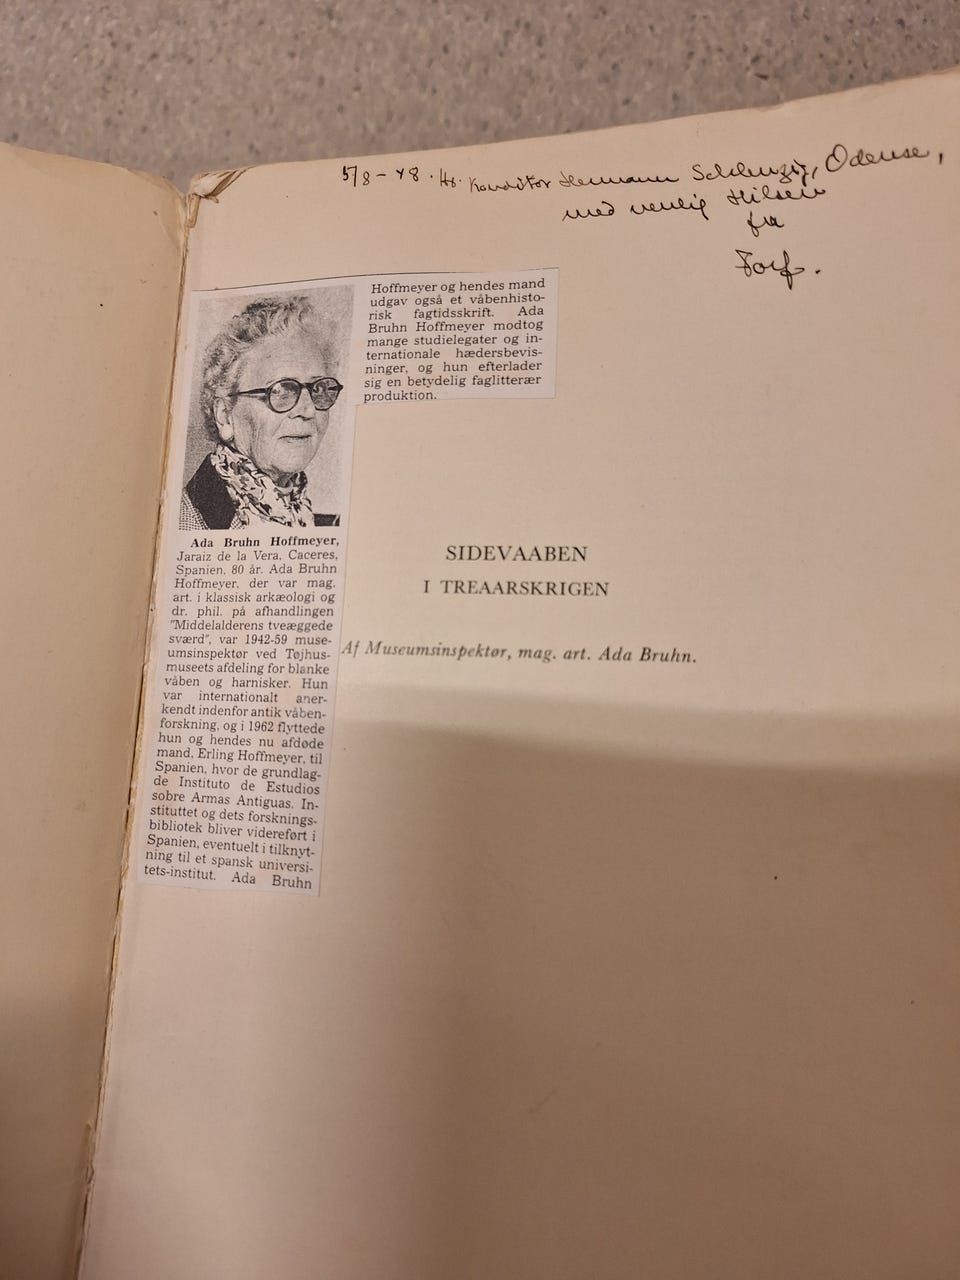 5/8-48. Hr. Konditor Hermann Schlenzig, Odense,
med venlig Hilsen
fra
Forf.
Ada Bruhn Hoffmeyer,
Jaraiz de la Vera, Caceres,
Spanien, 80 år. Ada Bruhn
Hoffmeyer, der var mag.
art. i klassisk arkæologi og
dr. phil. på afhandlingen
"Middelalderens tveæggede
sværd", var 1942-59 muse-
umsinspektør ved Tøjhus-
museets afdeling for blanke
våben og harnisker. Hun
var internationalt aner-
kendt indenfor antik våben-
forskning, og i 1962 flyttede
hun og hendes nu afdøde
mand, Erling Hoffmeyer, til
Spanien, hvor de grundlag-
de Instituto de Estudios
sobre Armas Antiguas. In-
stituttet og dets forsknings-
bibliotek bliver videreført i
Spanien, eventuelt i tilknyt-
ning til et spansk universi-
tets-institut. Ada Bruhn
Hoffmeyer og hendes mand
udgav også et våbenhisto-
risk fagtidsskrift. Ada
Bruhn Hoffmeyer modtog
mange studielegater og in-
ternationale hædersbevis-
ninger, og hun efterlader
sig en betydelig faglitterær
produktion.
SIDEVAABEN
I TREAARSKRIGEN
Af Museumsinspektør, mag. art. Ada Bruhn.